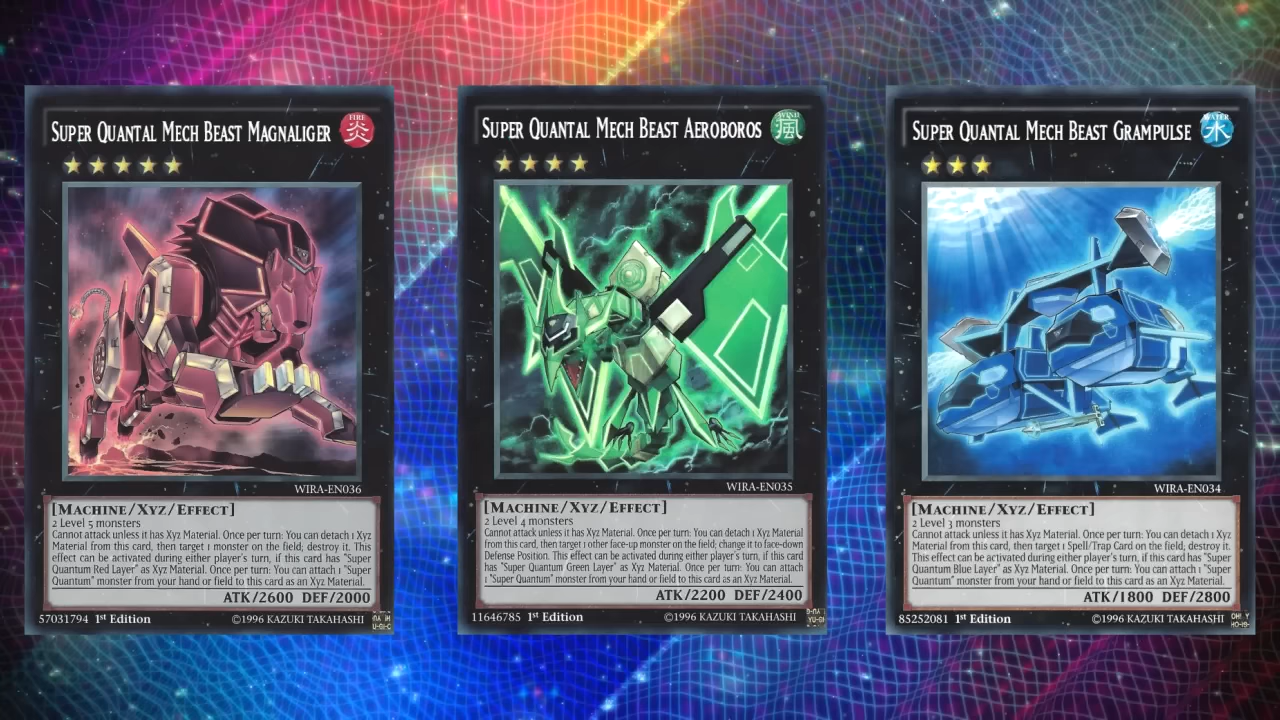 SUPER QUANTAL MECH BEAST MAGNALIGER
FIRE
炎
WIRA-EN036
[MACHINE/XYZ/EFFECT]
2 Level 5 monsters
Cannot attack unless it has Xyz Material. Once per turn: You can detach 1 Xyz
Material from this card, then target 1 monster on the field; destroy it. This
effect can be activated during either player's turn, if this card has "Super
Quantum Red Layer" as Xyz Material. Once per turn: You can attach 1 "Super
Quantum" monster from your hand or field to this card as an Xyz Material.
ATK/2600 DEF/2000
57031794 1st Edition ©1996 KAZUKI TAKAHASHI
SUPER QUANTAL MECH BEAST AEROBOROS
WIND
風
WIRA-EN035
[MACHINE/XYZ/EFFECT]
2 Level 4 monsters
Cannot attack unless it has Xyz Material. Once per turn: You can detach 1 Xyz Material
from this card, then target 1 other face-up monster on the field; change it to face-down
Defense Position. This effect can be activated during either player's turn, if this card
has "Super Quantum Green Layer" as Xyz Material. Once per turn: You can attach
1 "Super Quantum" monster from your hand or field to this card as an Xyz Material.
ATK/2200 DEF/2400
11646785 1st Edition ©1996 KAZUKI TAKAHASHI
SUPER QUANTAL MECH BEAST GRAMPULSE
WATER
水
WIRA-EN034
[MACHINE/XYZ/EFFECT]
2 Level 3 monsters
Cannot attack unless it has Xyz Material. Once per turn: You can detach 1 Xyz
Material from this card, then target 1 Spell/Trap Card on the field; destroy it.
This effect can be activated during either player's turn, if this card has "Super
Quantum Blue Layer" as Xyz Material. Once per turn: You can attach 1 "Super
Quantum" monster from your hand or field to this card as an Xyz Material.
ATK/1800 DEF/2800
85252081 1st Edition ©1996 KAZUKI TAKAHASHI